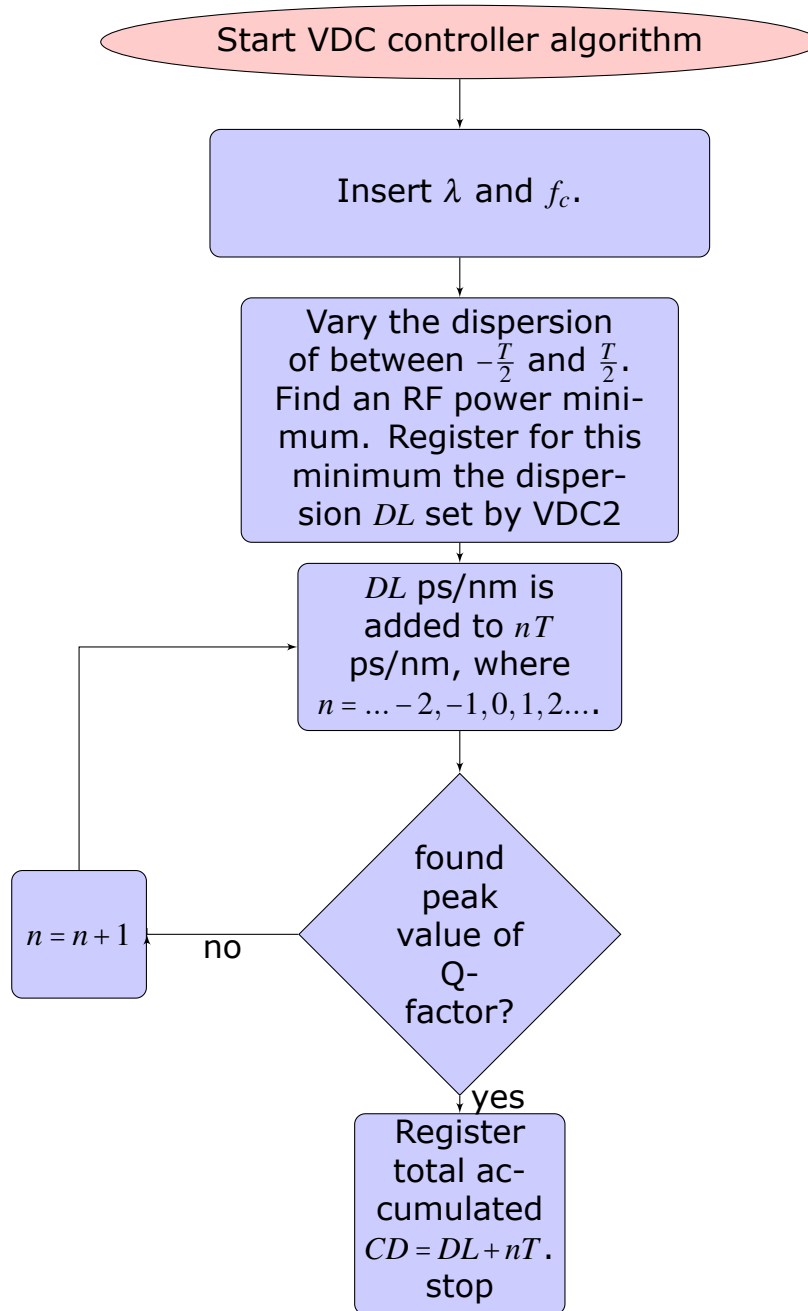 Start VDC controller algorithm
Insert λ and f_c.
Vary the dispersion
of between −T/2 and T/2.
Find an RF power mini-
mum. Register for this
minimum the disper-
sion DL set by VDC2
DL ps/nm is
added to nT
ps/nm, where
n = ... − 2, −1, 0, 1, 2....
found
peak
value of
Q-
factor?
n = n + 1
no
yes
Register
total ac-
cumulated
CD = DL + nT.
stop